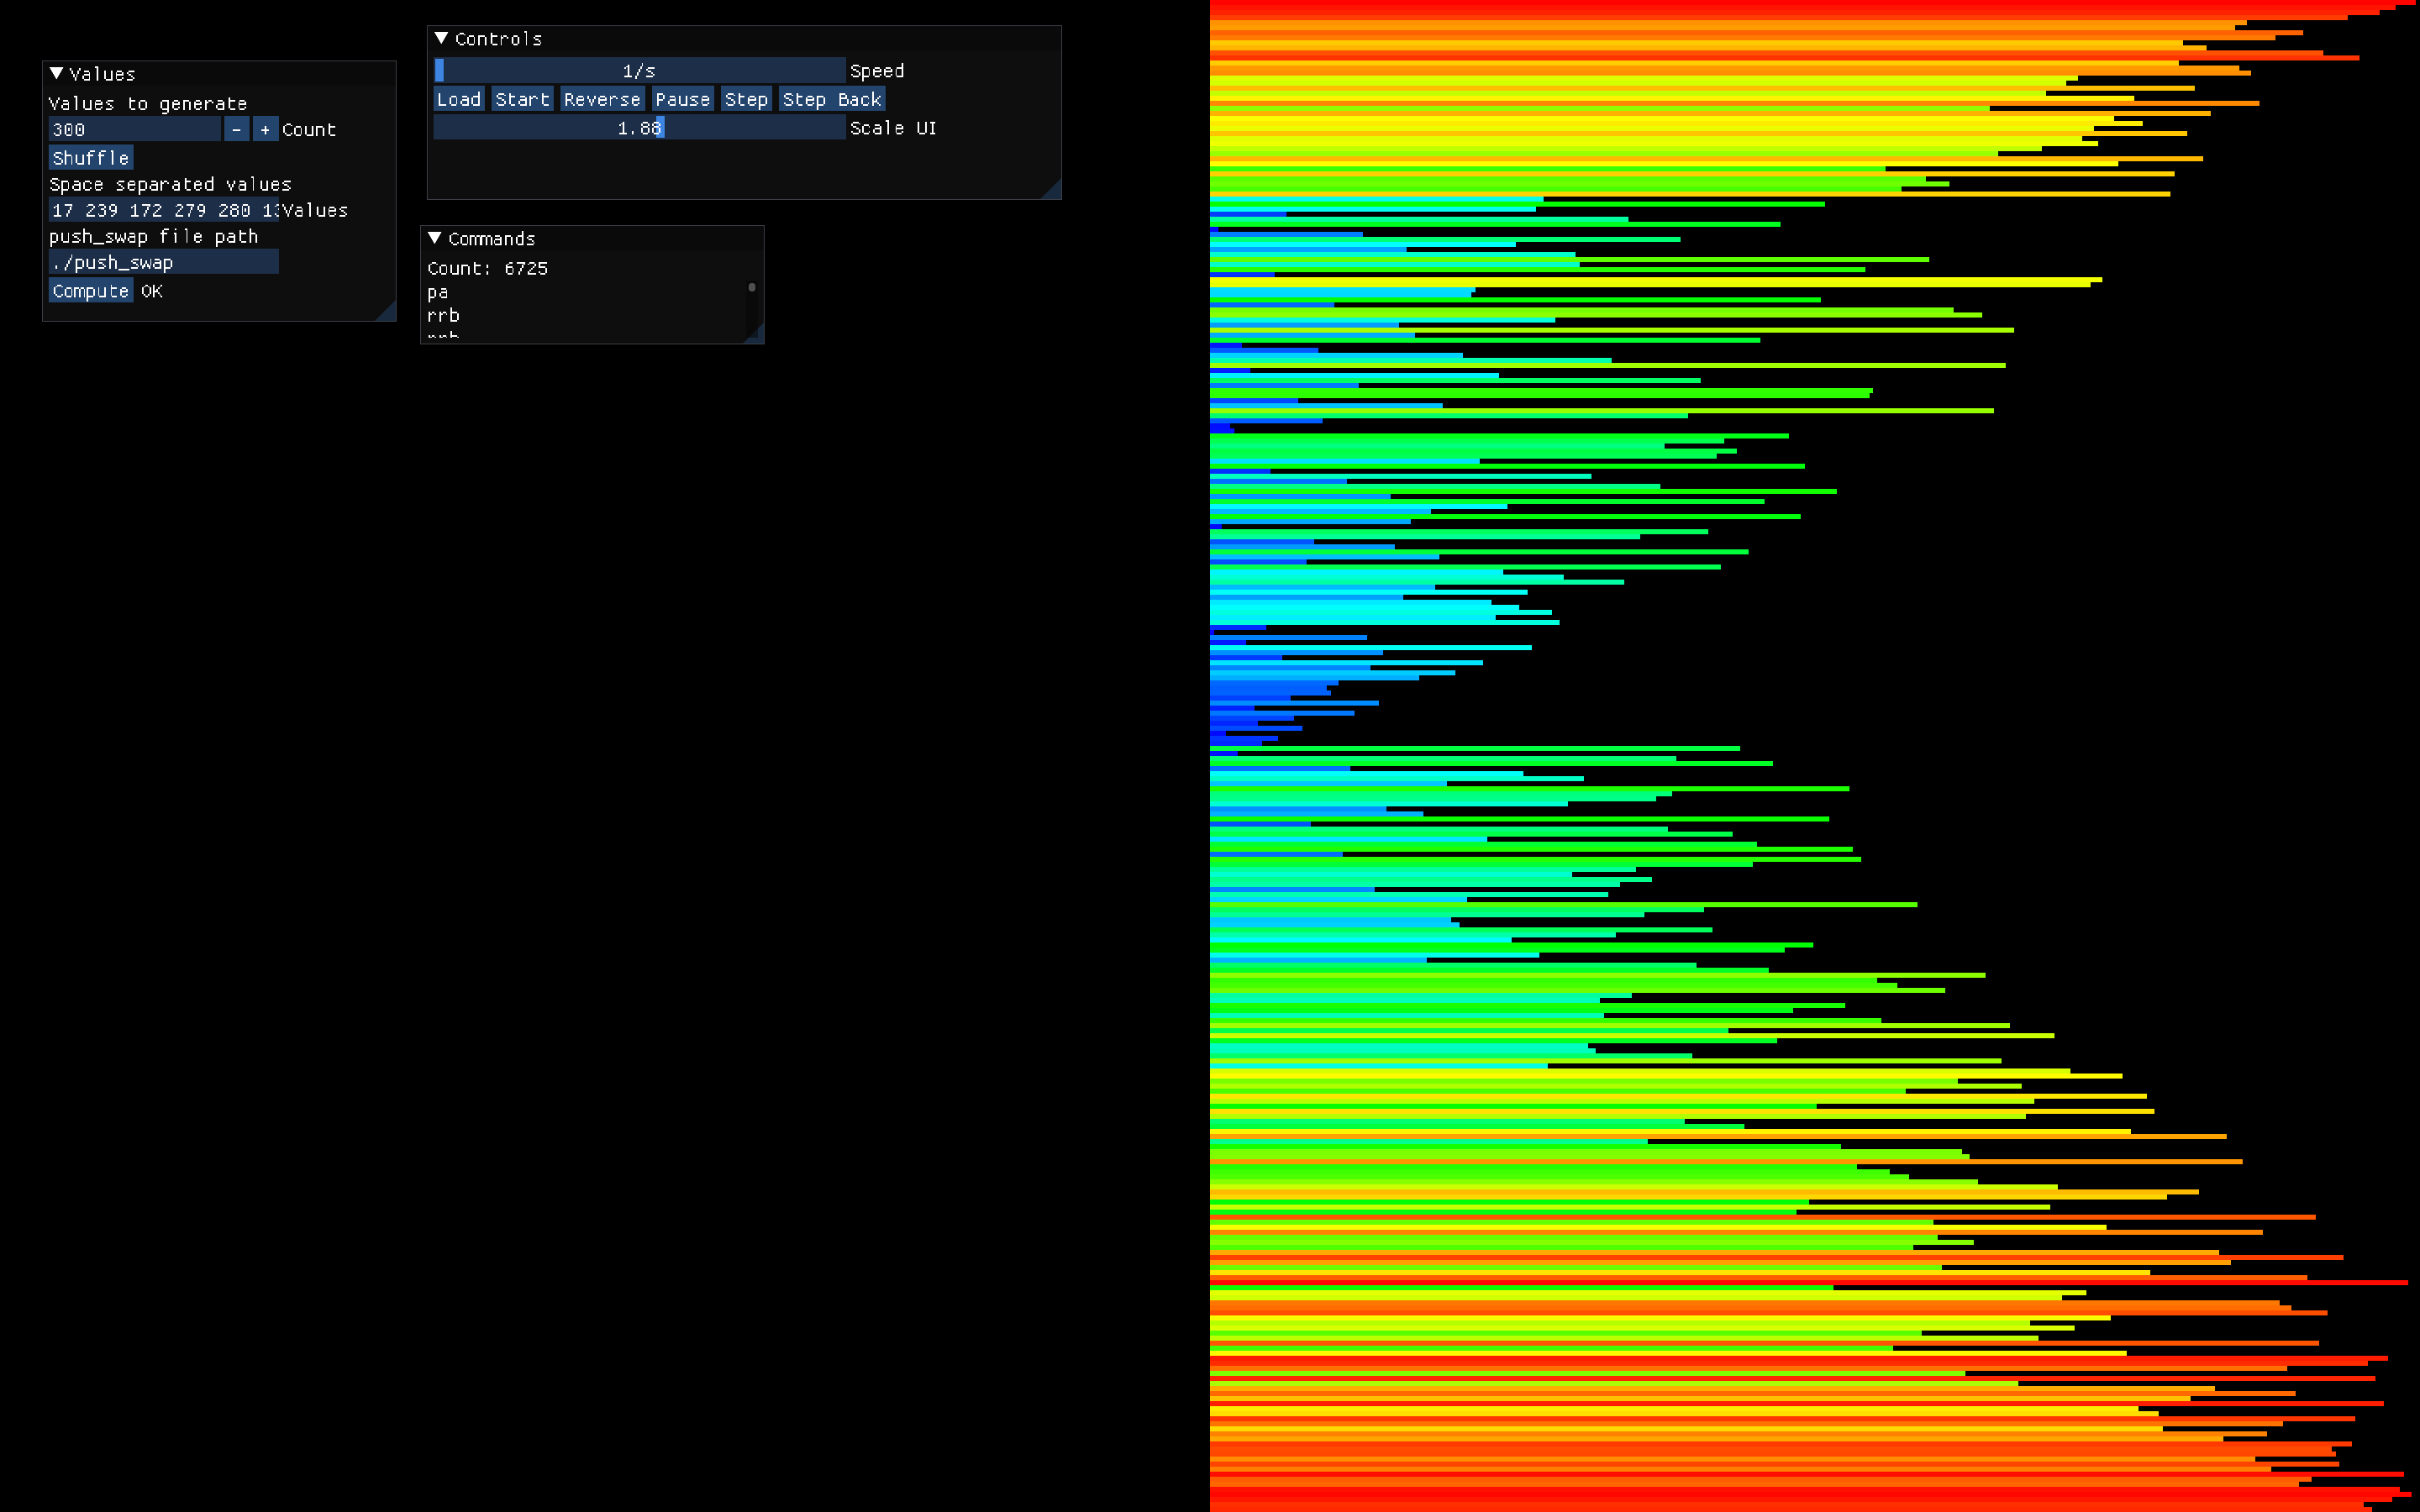 Values
Values to generate
300 - + Count
Shuffle
Space separated values
17 239 172 279 280 Values
push_swap file path
./push_swap
Compute OK
Controls
1/s Speed
Load Start Reverse Pause Step Step Back
1.88 Scale UI
Commands
Count: 6725
pa
rrb